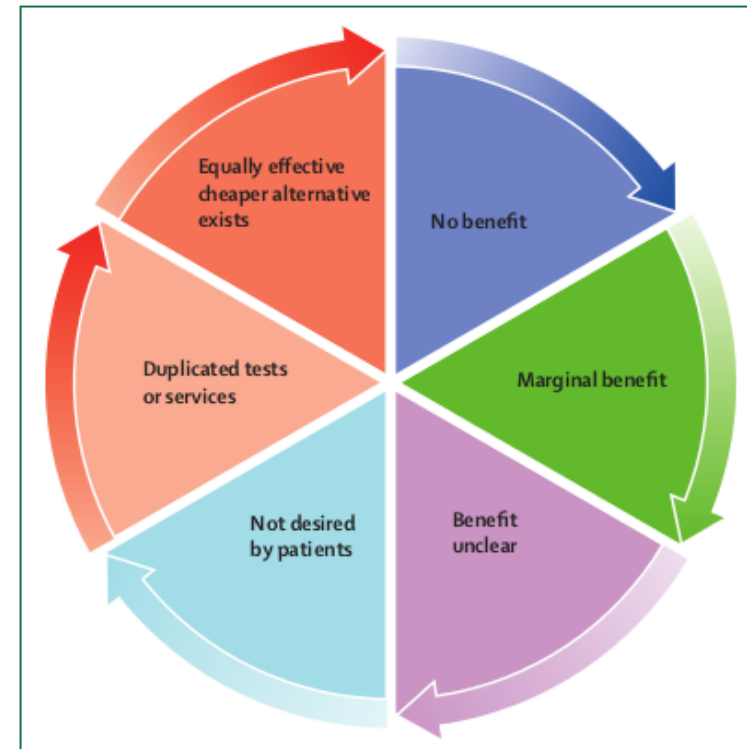 Equally effective
cheaper alternative
exists
No benefit
Duplicated tests
or services
Marginal benefit
Not desired
by patients
Benefit
unclear